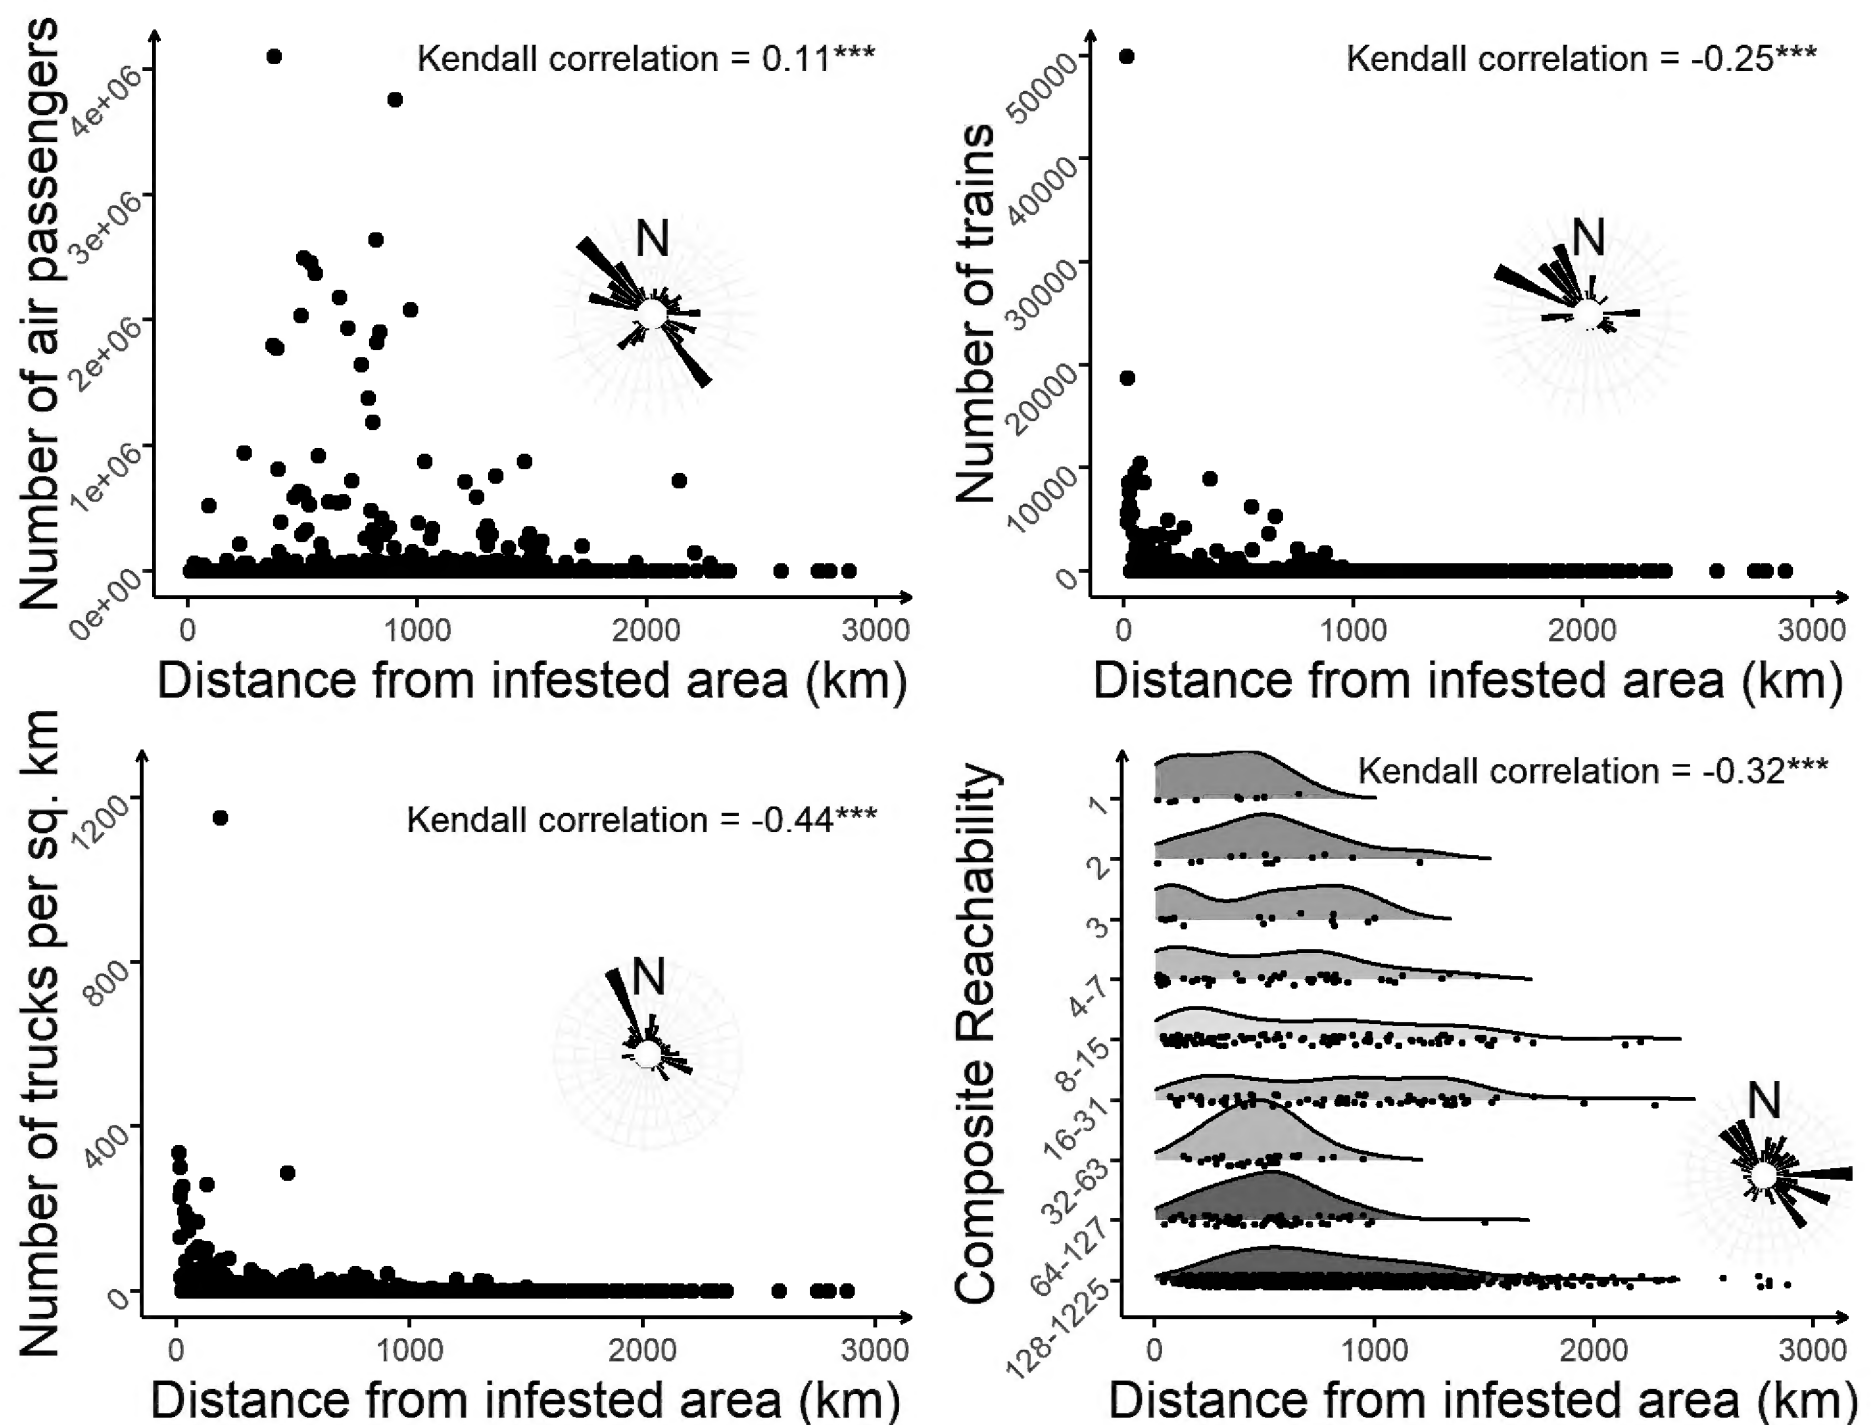 Number of air passengers
4e+06
3e+06
2e+06
1e+06
0e+00
Kendall correlation = 0.11***
N
0 1000 2000 3000
Distance from infested area (km)
Number of trains
50000
40000
30000
20000
10000
0
Kendall correlation = -0.25***
N
0 1000 2000 3000
Distance from infested area (km)
Number of trucks per sq. km
1200
800
400
0
Kendall correlation = -0.44***
N
0 1000 2000 3000
Distance from infested area (km)
Composite Reachability
1
2
3
4-7
8-15
16-31
32-63
64-127
128-1225
Kendall correlation = -0.32***
N
0 1000 2000 3000
Distance from infested area (km)